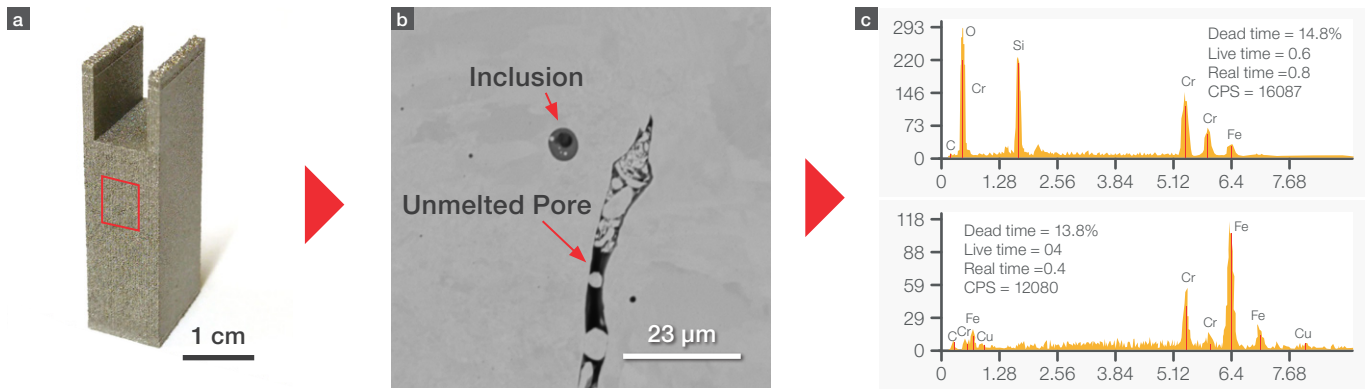 a
1 cm
b
Inclusion
Unmelted Pore
23 µm
c
293
220
146
73
0
O
Si
Cr
Cr
Cr
Fe
C
Dead time = 14.8%
Live time = 0.6
Real time =0.8
CPS = 16087
0 1.28 2.56 3.84 5.12 6.4 7.68
118
88
59
29
0
Dead time = 13.8%
Live time = 04
Real time =0.4
CPS = 12080
Fe
Cr
Fe
Fe
C
Cr
Cu
Cr
Cu
0 1.28 2.56 3.84 5.12 6.4 7.68